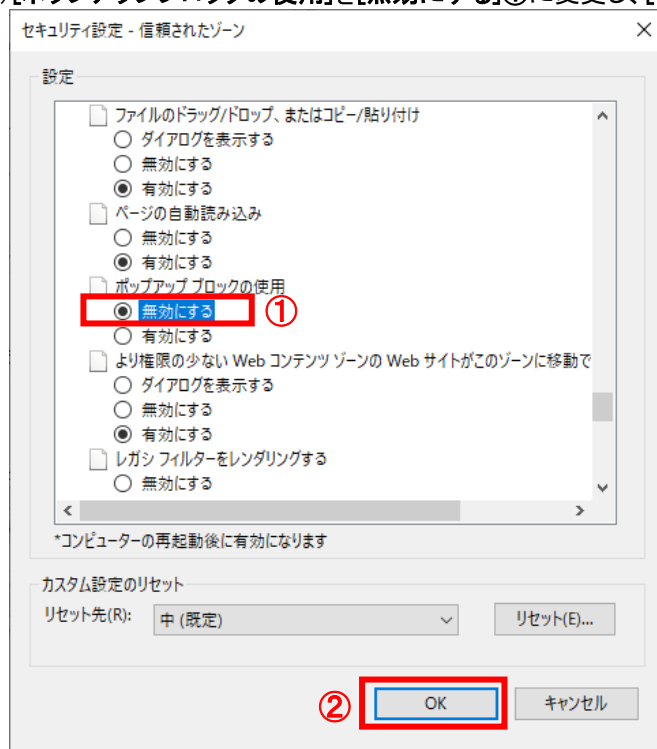 セキュリティ設定 - 信頼されたゾーン
設定
ファイルのドラッグ/ドロップ、またはコピー/貼り付け
ダイアログを表示する
無効にする
有効にする
ページの自動読み込み
無効にする
有効にする
ポップアップ ブロックの使用
無効にする ①
有効にする
より権限の少ない Web コンテンツ ゾーンの Web サイトがこのゾーンに移動で
ダイアログを表示する
無効にする
有効にする
レガシ フィルターをレンダリングする
無効にする
*コンピューターの再起動後に有効になります
カスタム設定のリセット
リセット先(R): 中 (既定) リセット(E)...
② OK キャンセル